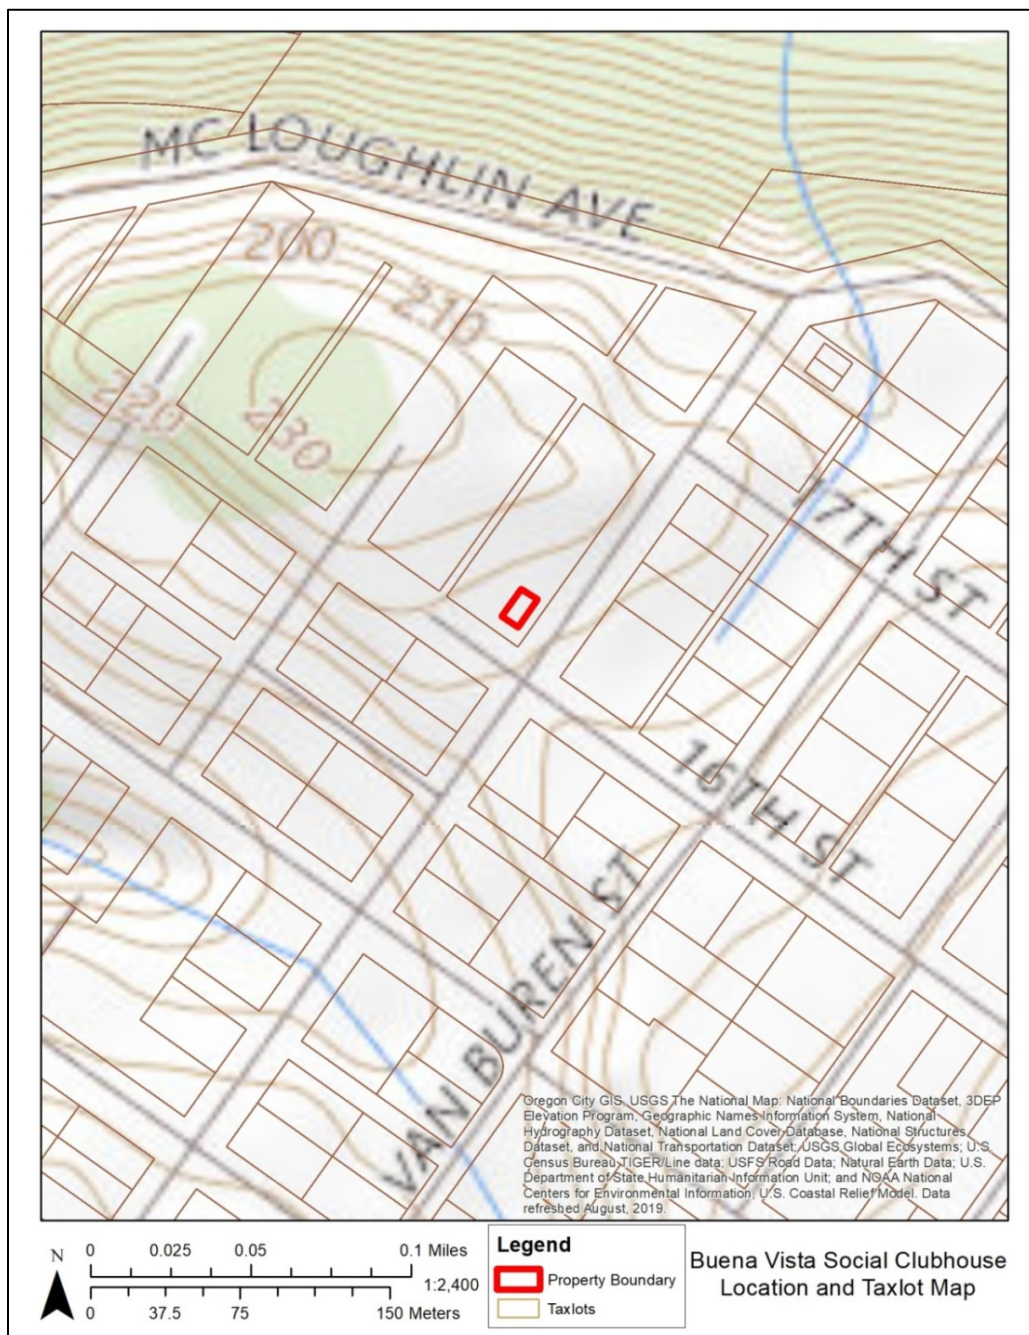 MC LOUGHLIN AVE
200
210
220
230
17TH ST
16TH ST
VAN BUREN ST
Oregon City GIS, USGS The National Map: National Boundaries Dataset, 3DEP
Elevation Program, Geographic Names Information System, National
Hydrography Dataset, National Land Cover Database, National Structures
Dataset, and National Transportation Dataset; USGS Global Ecosystems; U.S.
Census Bureau TIGER/Line data; USFS Road Data; Natural Earth Data; U.S.
Department of State Humanitarian Information Unit; and NOAA National
Centers for Environmental Information, U.S. Coastal Relief Model. Data
refreshed August, 2019.
N
0 0.025 0.05 0.1 Miles
1:2,400
0 37.5 75 150 Meters
Legend
Property Boundary
Taxlots
Buena Vista Social Clubhouse
Location and Taxlot Map